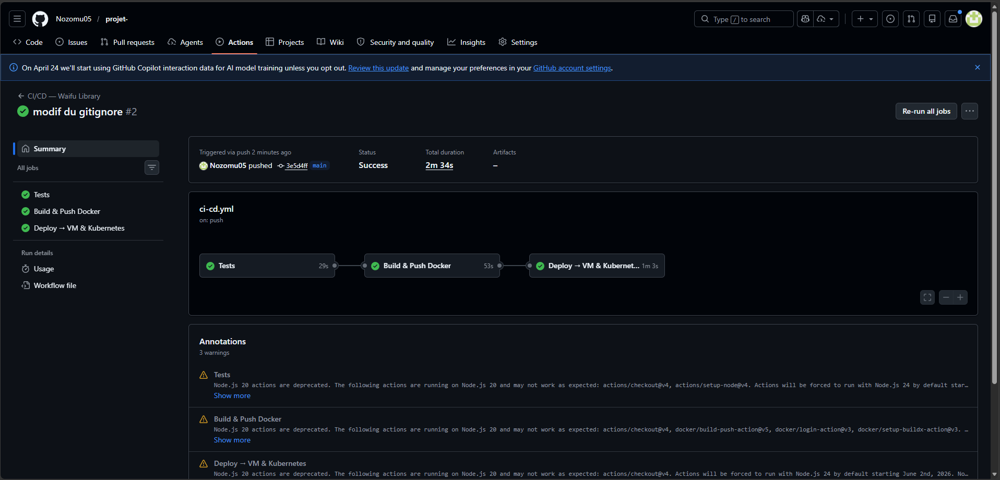 Nozomu05 / projet-
Type / to search
Code Issues Pull requests Agents Actions Projects Wiki Security and quality Insights Settings
On April 24 we'll start using GitHub Copilot interaction data for AI model training unless you opt out. Review this update and manage your preferences in your GitHub account settings.
CI/CD — Waifu Library
modif du gitignore #2
Re-run all jobs
Summary
All jobs
Tests
Build & Push Docker
Deploy → VM & Kubernetes
Run details
Usage
Workflow file
Triggered via push 2 minutes ago
Nozomu05 pushed 3e5d4ff main
Status
Success
Total duration
2m 34s
Artifacts
–
ci-cd.yml
on: push
Tests 29s
Build & Push Docker 53s
Deploy → VM & Kubernet... 1m 3s
Annotations
3 warnings
Tests
Node.js 20 actions are deprecated. The following actions are running on Node.js 20 and may not work as expected: actions/checkout@v4, actions/setup-node@v4. Actions will be forced to run with Node.js 24 by default star…
Show more
Build & Push Docker
Node.js 20 actions are deprecated. The following actions are running on Node.js 20 and may not work as expected: actions/checkout@v4, docker/build-push-action@v5, docker/login-action@v3, docker/setup-buildx-action@v3. …
Show more
Deploy → VM & Kubernetes
Node.js 20 actions are deprecated. The following actions are running on Node.js 20 and may not work as expected: actions/checkout@v4. Actions will be forced to run with Node.js 24 by default starting June 2nd, 2026. No…